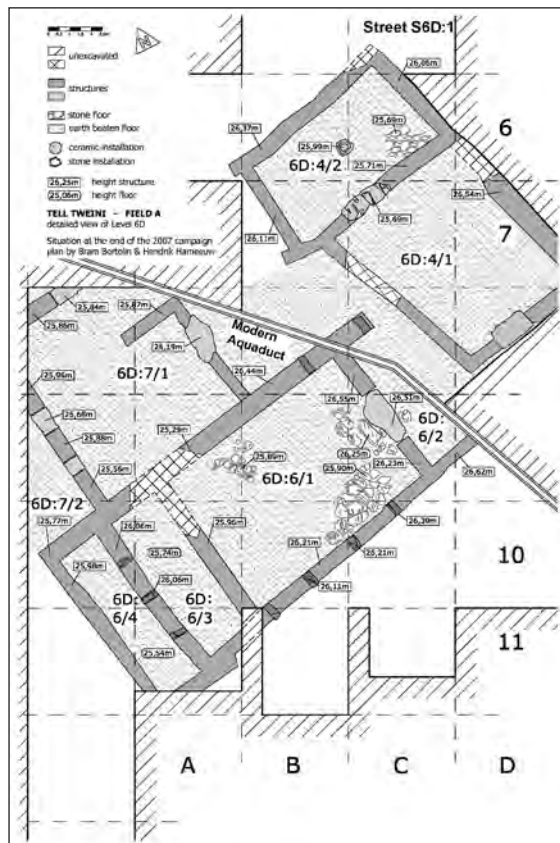 Street S6D:1
unexcavated
structures
stone floor
earth beaten floor
ceramic-installation
stone installation
26,25m height structure
25,06m height floor
TELL TWEINI - FIELD A
detailed view of Level 6D
Situation at the end of the 2007 campaign
plan by Bram Bortolin & Hendrik Hameeuw
26,06m
6
26,37m
25,69m
25,99m
6D:4/2
25,71m
26,54m
7
26,11m
25,69m
6D:4/1
25,84m
25,87m
25,86m
Modern
Aquaduct
26,19m
26,44m
25,96m
6D:7/1
26,55m
26,51m
6D:
6/2
25,68m
25,88m
25,29m
26,25m
25,89m
26,23m
25,56m
6D:6/1
25,90m
26,62m
6D:7/2
26,06m
25,96m
26,39m
25,77m
25,74m
26,21m
26,21m
10
25,48m
26,06m
26,11m
6D:
6/4
6D:
6/3
25,54m
11
A
B
C
D